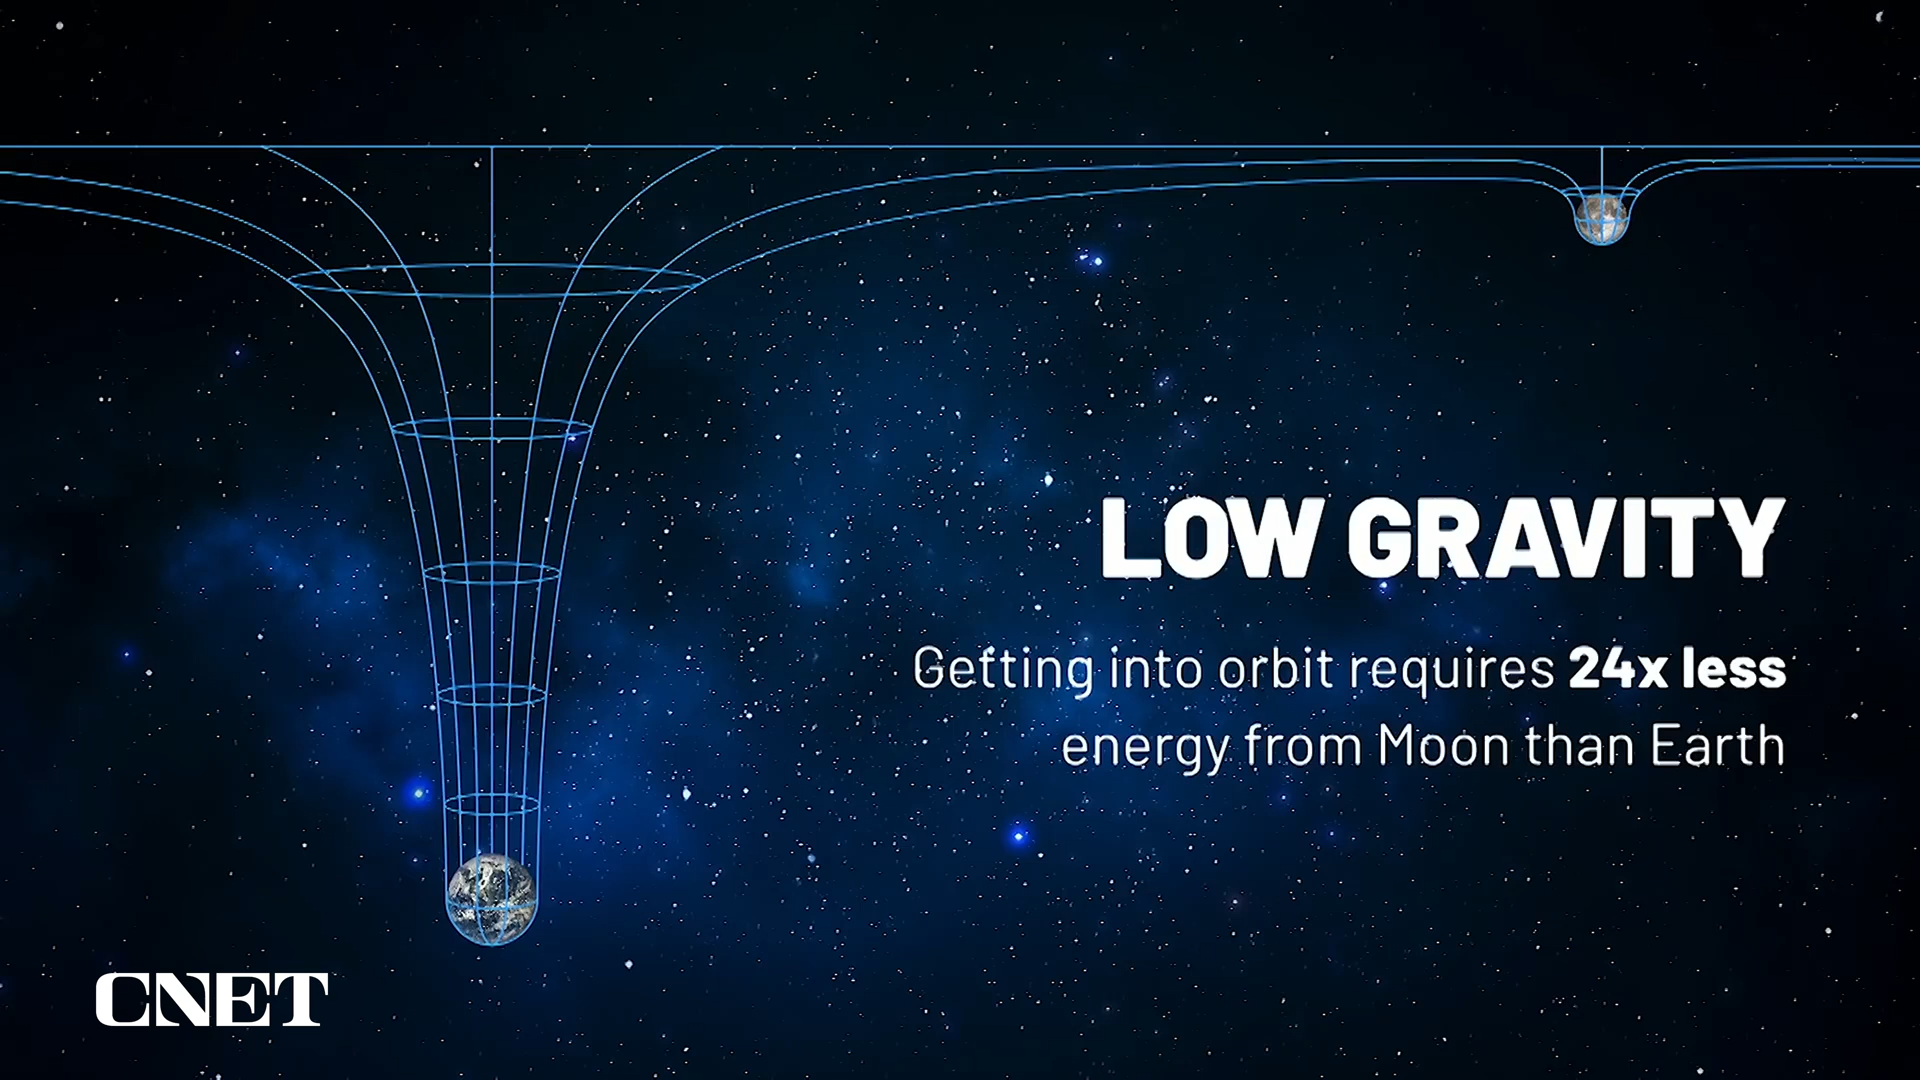 LOW GRAVITY
Getting into orbit requires 24x less
energy from Moon than Earth
CNET